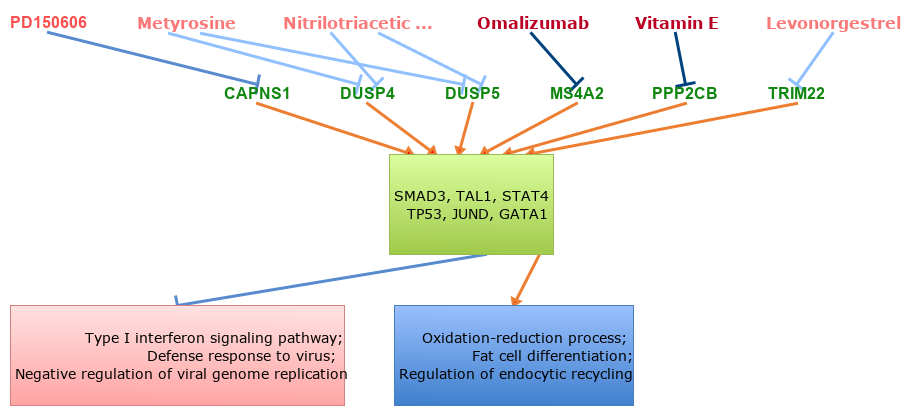 PD150606 Metyrosine Nitrilotriacetic ... Omalizumab Vitamin E Levonorgestrel
CAPNS1 DUSP4 DUSP5 MS4A2 PPP2CB TRIM22
SMAD3, TAL1, STAT4
TP53, JUND, GATA1
Type I interferon signaling pathway;
Defense response to virus;
Negative regulation of viral genome replication
Oxidation-reduction process;
Fat cell differentiation;
Regulation of endocytic recycling